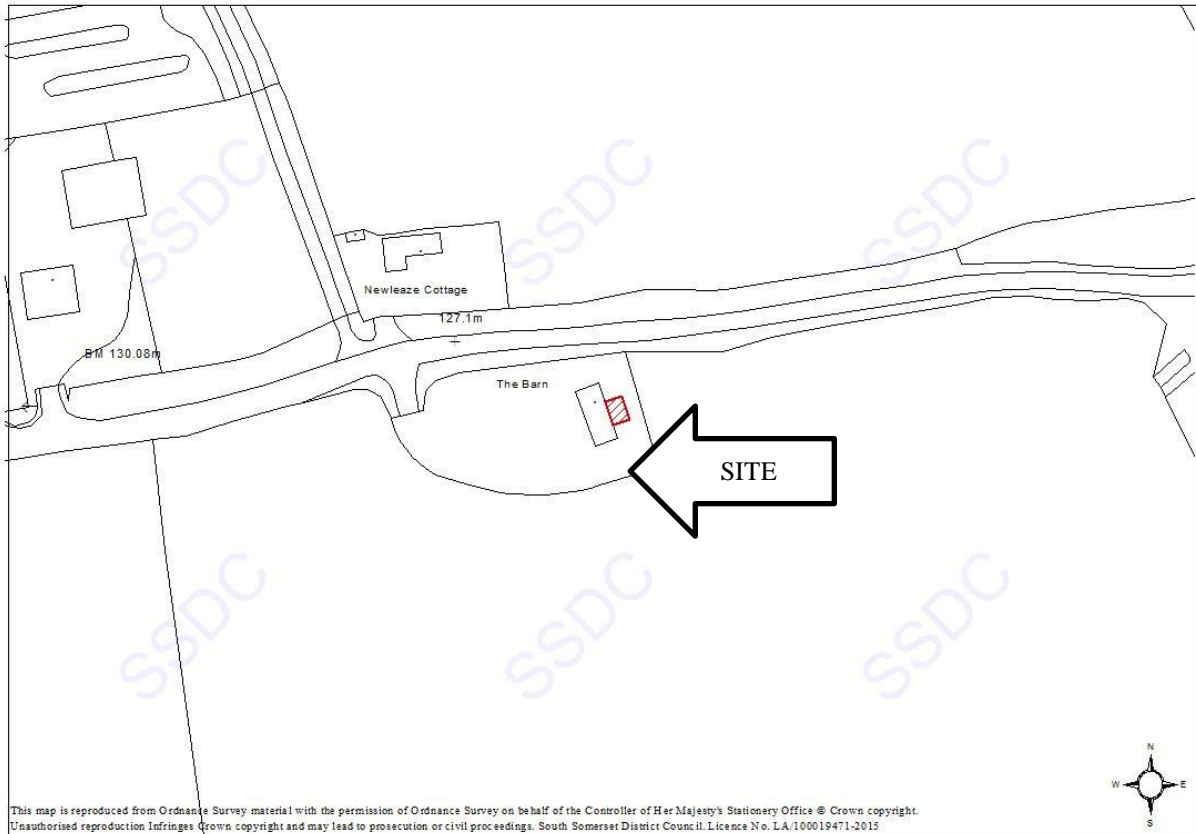 SSDC
SSDC
SSDC
Newleaze Cottage
127.1m
BM 130.08m
The Barn
SITE
SSDC
SSDC
SSDC
N
W E
S
This map is reproduced from Ordnance Survey material with the permission of Ordnance Survey on behalf of the Controller of Her Majesty's Stationery Office © Crown copyright.
Unauthorised reproduction Infringes Crown copyright and may lead to prosecution or civil proceedings. South Somerset District Council. Licence No. LA/100019471-2015